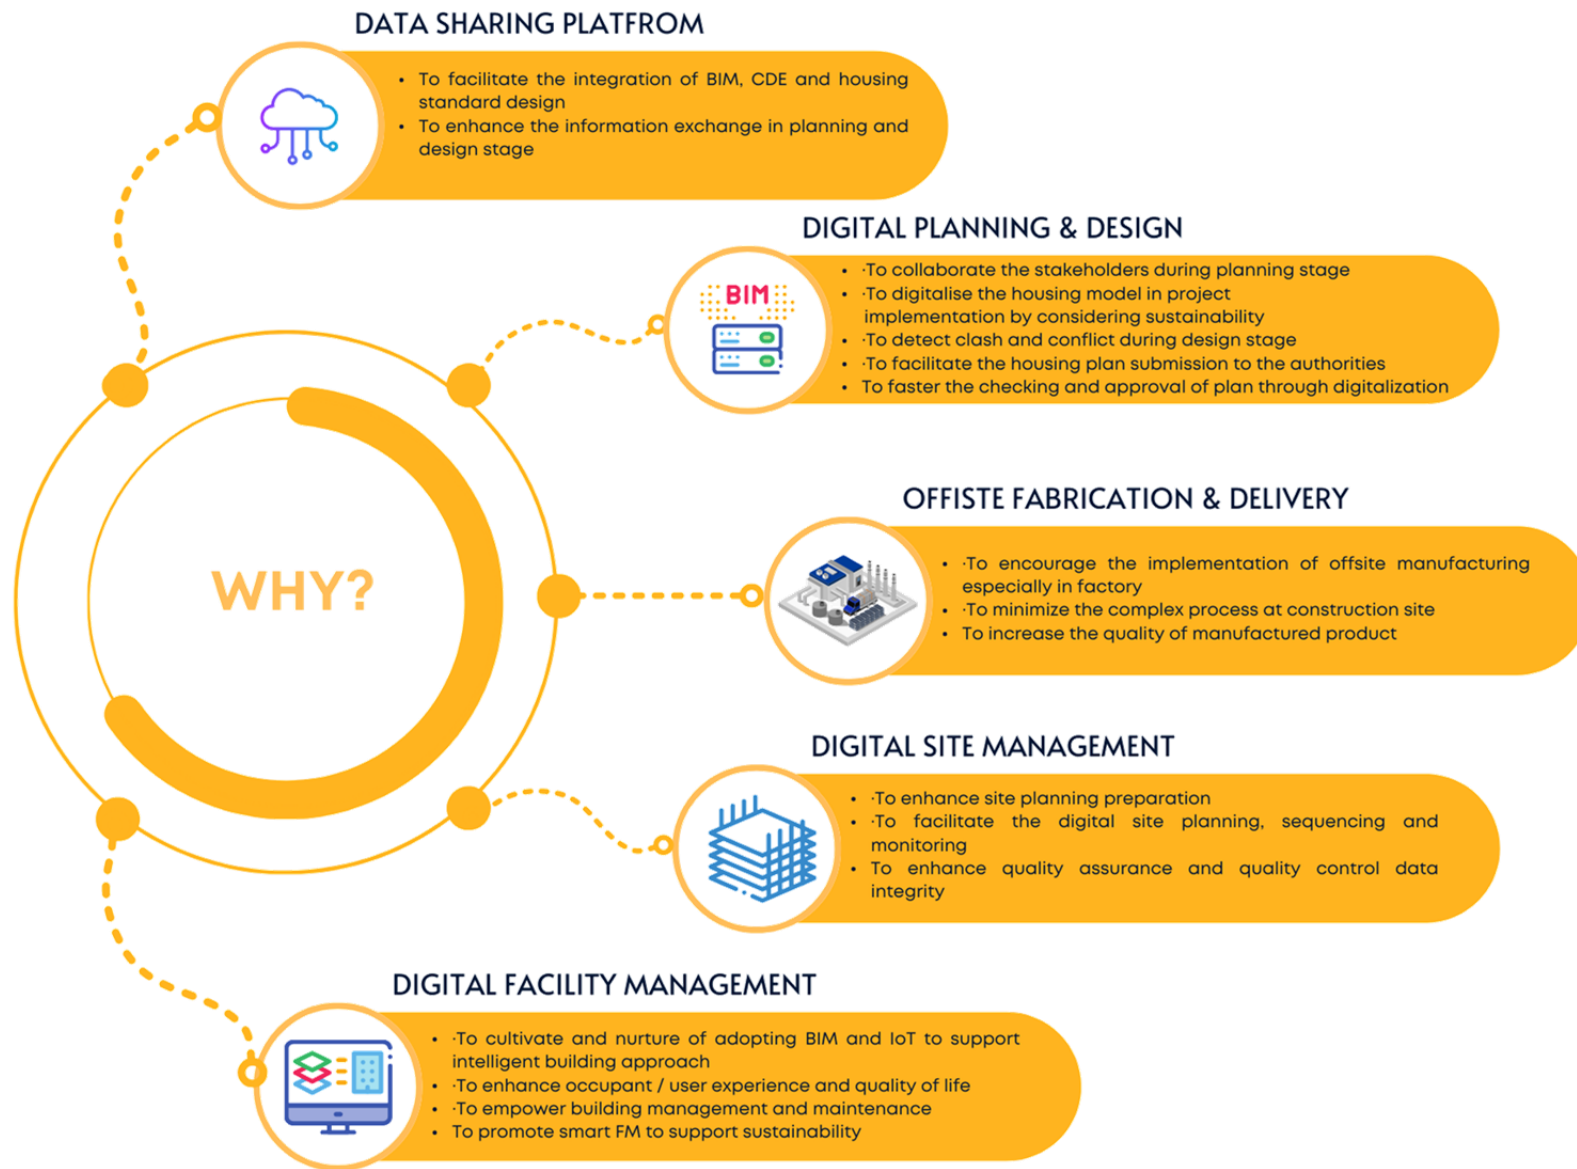 DATA SHARING PLATFROM
• To facilitate the integration of BIM, CDE and housing
standard design
• To enhance the information exchange in planning and
design stage
DIGITAL PLANNING & DESIGN
BIM
• ·To collaborate the stakeholders during planning stage
• ·To digitalise the housing model in project
implementation by considering sustainability
• ·To detect clash and conflict during design stage
• ·To facilitate the housing plan submission to the authorities
• To faster the checking and approval of plan through digitalization
OFFISTE FABRICATION & DELIVERY
• ·To encourage the implementation of offsite manufacturing
especially in factory
• ·To minimize the complex process at construction site
• To increase the quality of manufactured product
WHY?
DIGITAL SITE MANAGEMENT
• ·To enhance site planning preparation
• ·To facilitate the digital site planning, sequencing and
monitoring
• To enhance quality assurance and quality control data
integrity
DIGITAL FACILITY MANAGEMENT
• ·To cultivate and nurture of adopting BIM and IoT to support
intelligent building approach
• ·To enhance occupant / user experience and quality of life
• ·To empower building management and maintenance
• To promote smart FM to support sustainability